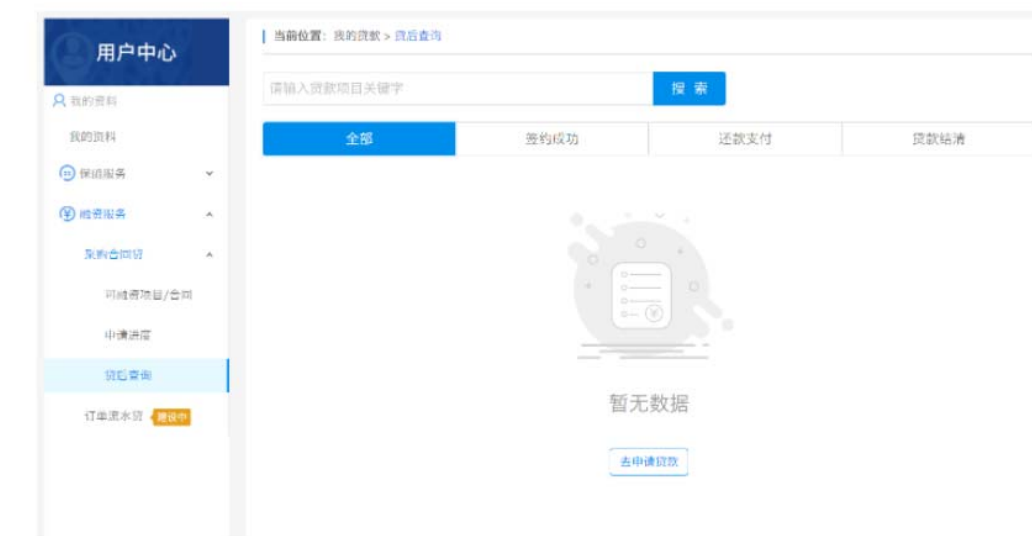 用户中心
我的资料
我的资料
保函服务
融资服务
采购合同贷
可融资项目/合同
申请进度
贷后查询
订单流水贷 建设中
当前位置：我的贷款 > 贷后查询
请输入贷款项目关键字
搜 索
全部 签约成功 还款支付 贷款结清
暂无数据
去申请贷款